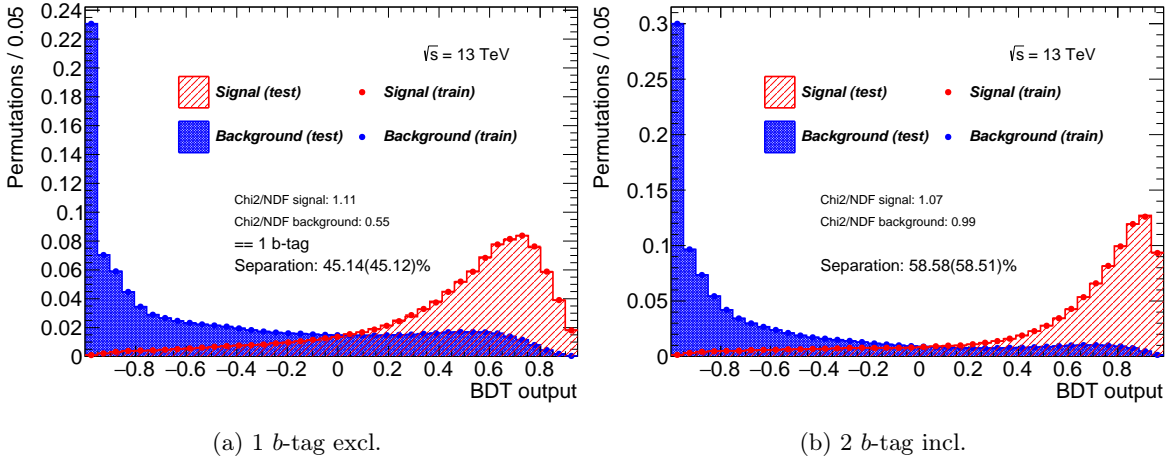 Permutations / 0.05
0.24
0.22
0.2
0.18
0.16
0.14
0.12
0.1
0.08
0.06
0.04
0.02
0
√s = 13 TeV
Signal (test)
Signal (train)
Background (test)
Background (train)
Chi2/NDF signal: 1.11
Chi2/NDF background: 0.55
== 1 b-tag
Separation: 45.14(45.12)%
−0.8 −0.6 −0.4 −0.2 0 0.2 0.4 0.6 0.8
BDT output
(a) 1 b-tag excl.
Permutations / 0.05
0.3
0.25
0.2
0.15
0.1
0.05
0
√s = 13 TeV
Signal (test)
Signal (train)
Background (test)
Background (train)
Chi2/NDF signal: 1.07
Chi2/NDF background: 0.99
Separation: 58.58(58.51)%
−0.8 −0.6 −0.4 −0.2 0 0.2 0.4 0.6 0.8
BDT output
(b) 2 b-tag incl.